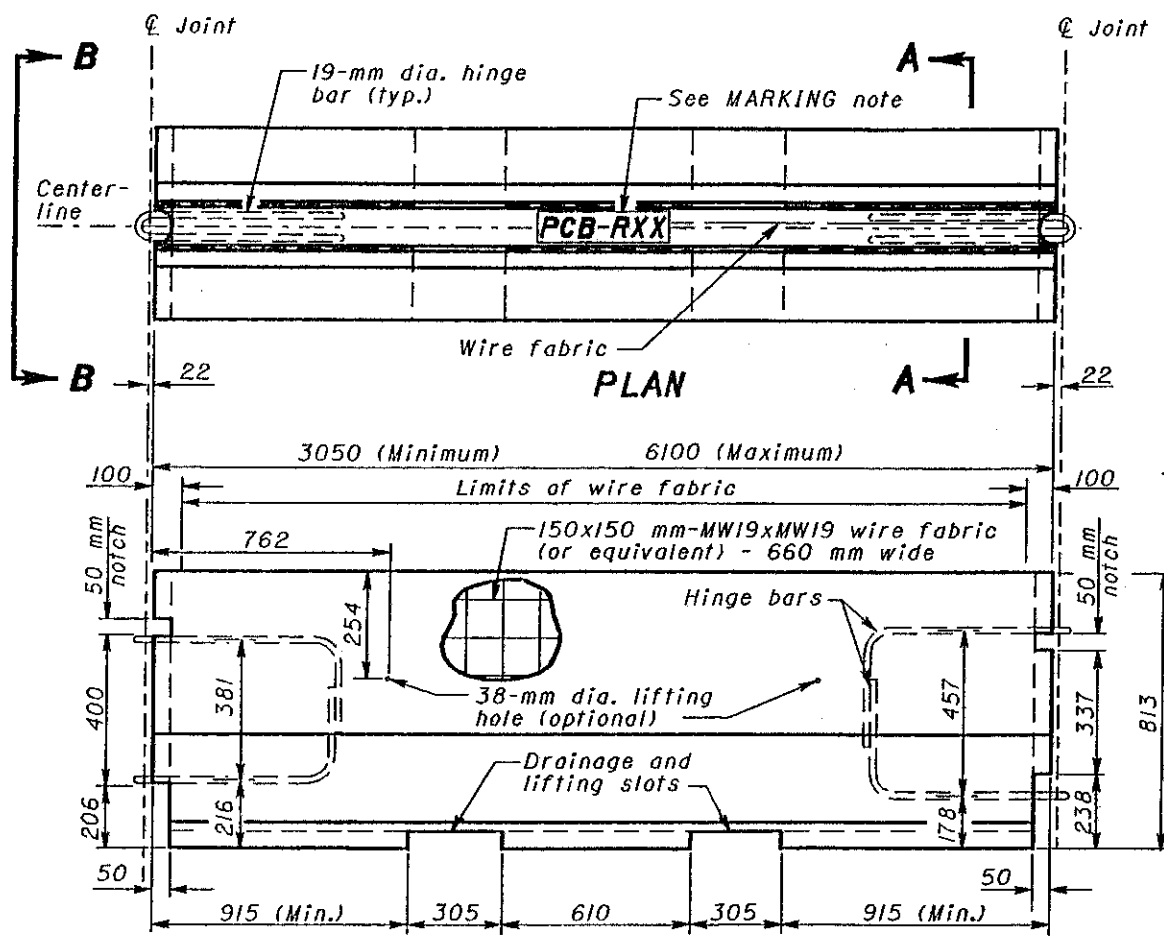 ℄ Joint
℄ Joint
B
A
19-mm dia. hinge
bar (typ.)
See MARKING note
Center-
line
PCB-RXX
Wire fabric
B
22
PLAN
A
22
3050 (Minimum)
6100 (Maximum)
100
Limits of wire fabric
100
762
150x150 mm-MW19xMW19 wire fabric
(or equivalent) - 660 mm wide
50 mm
notch
50 mm
notch
254
Hinge bars
400
381
38-mm dia. lifting
hole (optional)
457
337
813
Drainage and
lifting slots
206
216
178
238
50
50
915 (Min.)
305
610
305
915 (Min.)